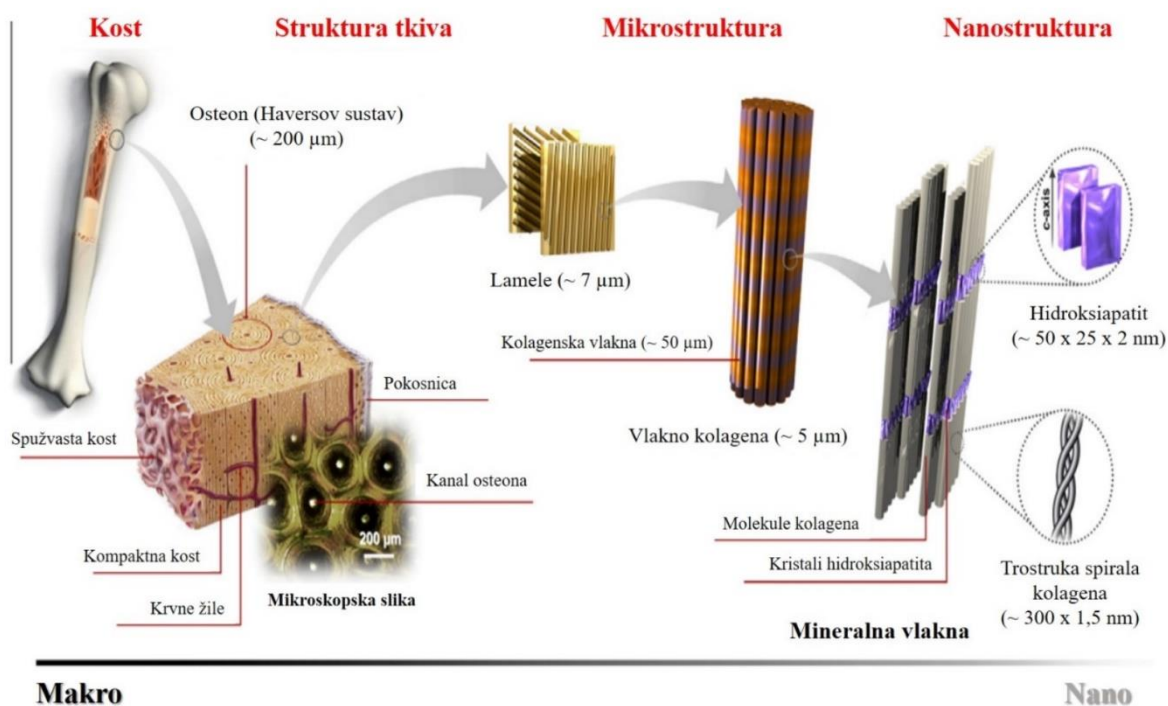 Kost
Struktura tkiva
Mikrostruktura
Nanostruktura
Osteon (Haversov sustav)
(~ 200 µm)
Lamele (~ 7 µm)
Kolagenska vlakna (~ 50 µm)
Vlakno kolagena (~ 5 µm)
c-axis
Hidroksiapatit
(~ 50 x 25 x 2 nm)
Pokosnica
Spužvasta kost
Kanal osteona
200 µm
Kompaktna kost
Krvne žile
Mikroskopska slika
Molekule kolagena
Kristali hidroksiapatita
Trostruka spirala
kolagena
(~ 300 x 1,5 nm)
Mineralna vlakna
Makro
Nano